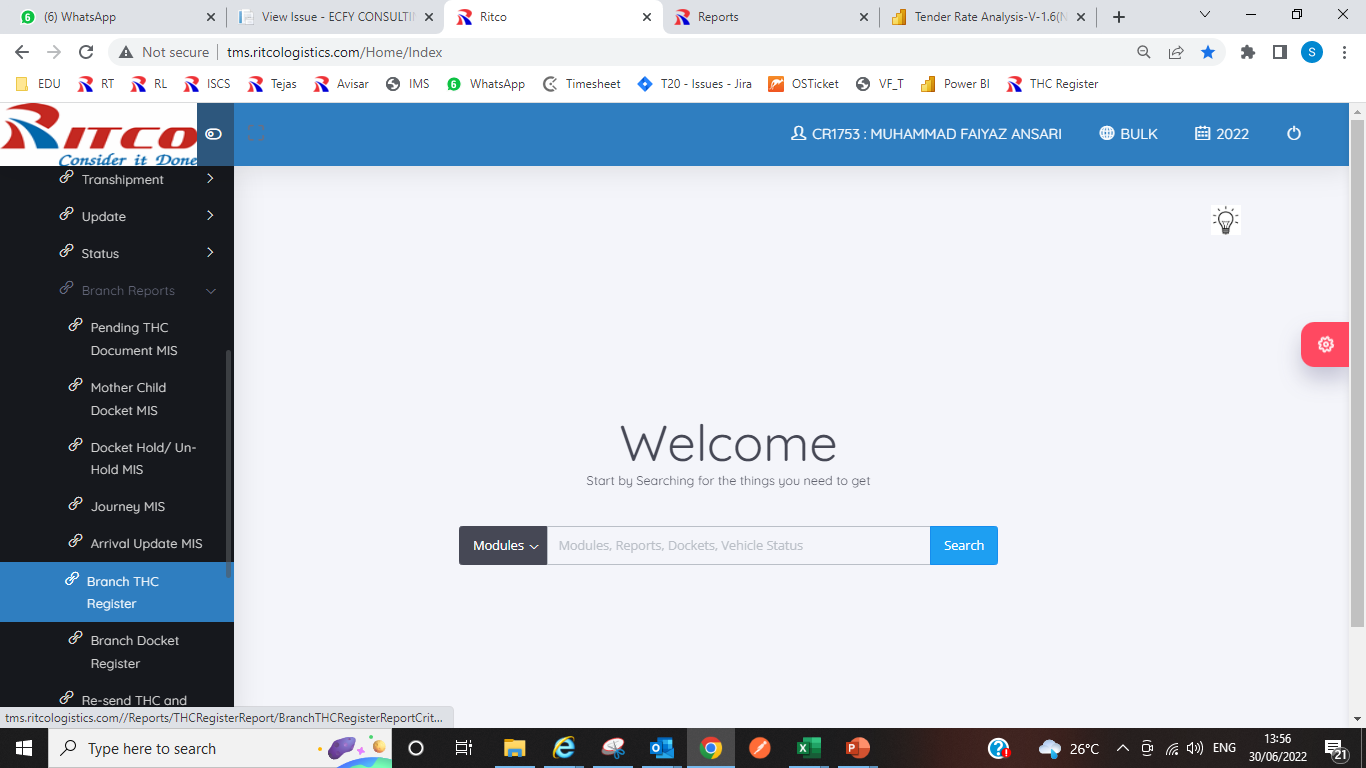 (6) WhatsApp
View Issue - ECFY CONSULTI
Ritco
Reports
Tender Rate Analysis-V-1.6(N
Not secure
tms.ritcologistics.com/Home/Index
S
EDU
RT
RL
ISCS
Tejas
Avisar
IMS
WhatsApp
Timesheet
T20 - Issues - Jira
OSTicket
VF_T
Power BI
THC Register
RITCO
Consider it Done
CR1753 : MUHAMMAD FAIYAZ ANSARI
BULK
2022
Transhipment
Update
Status
Branch Reports
Pending THC
Document MIS
Mother Child
Docket MIS
Docket Hold/ Un-
Hold MIS
Journey MIS
Arrival Update MIS
Branch THC
Register
Branch Docket
Register
Re-send THC and
Welcome
Start by Searching for the things you need to get
Modules
Modules, Reports, Dockets, Vehicle Status
Search
tms.ritcologistics.com//Reports/THCRegisterReport/BranchTHCRegisterReportCrit...
Type here to search
26°C
ENG
13:56
30/06/2022
21